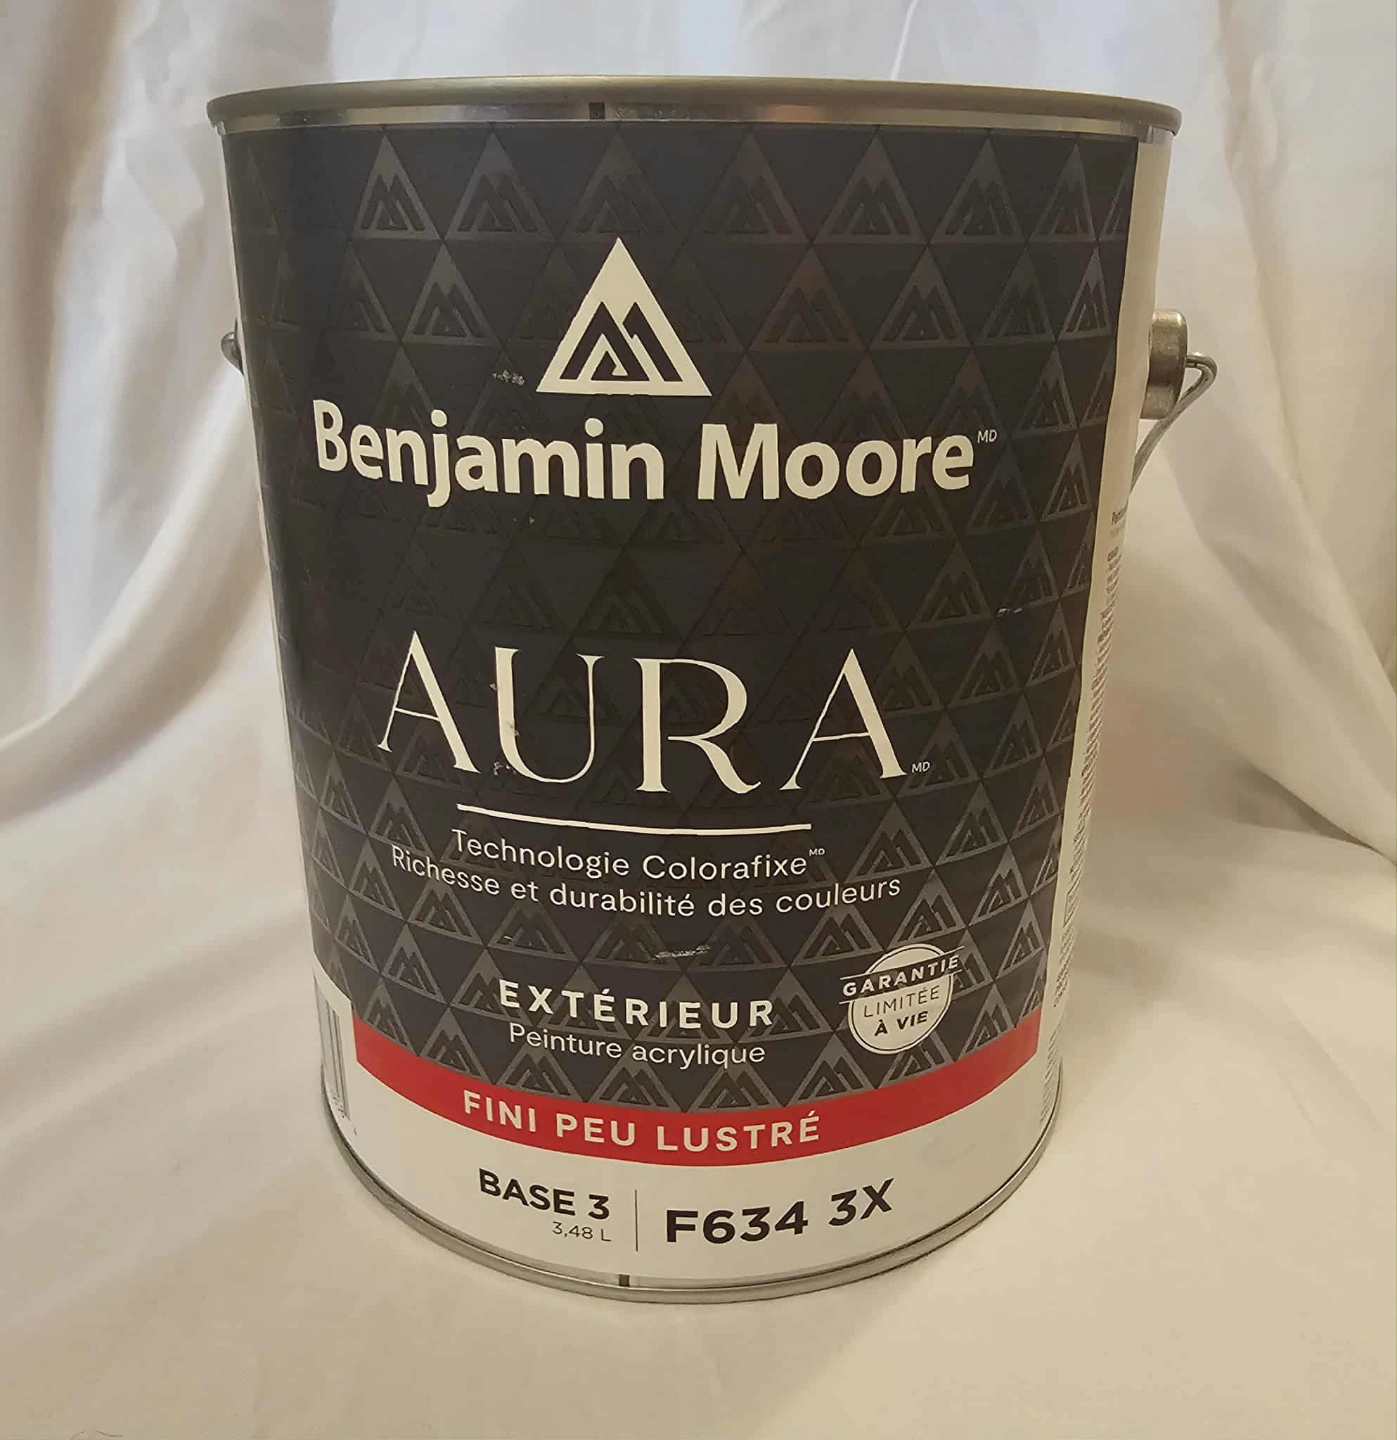 Benjamin Moore MD
AURA MD
Technologie Colorafixe MD
Richesse et durabilité des couleurs
EXTÉRIEUR
Peinture acrylique
GARANTIE
LIMITÉE
À VIE
FINI PEU LUSTRÉ
BASE 3
3,48 L
F634 3X